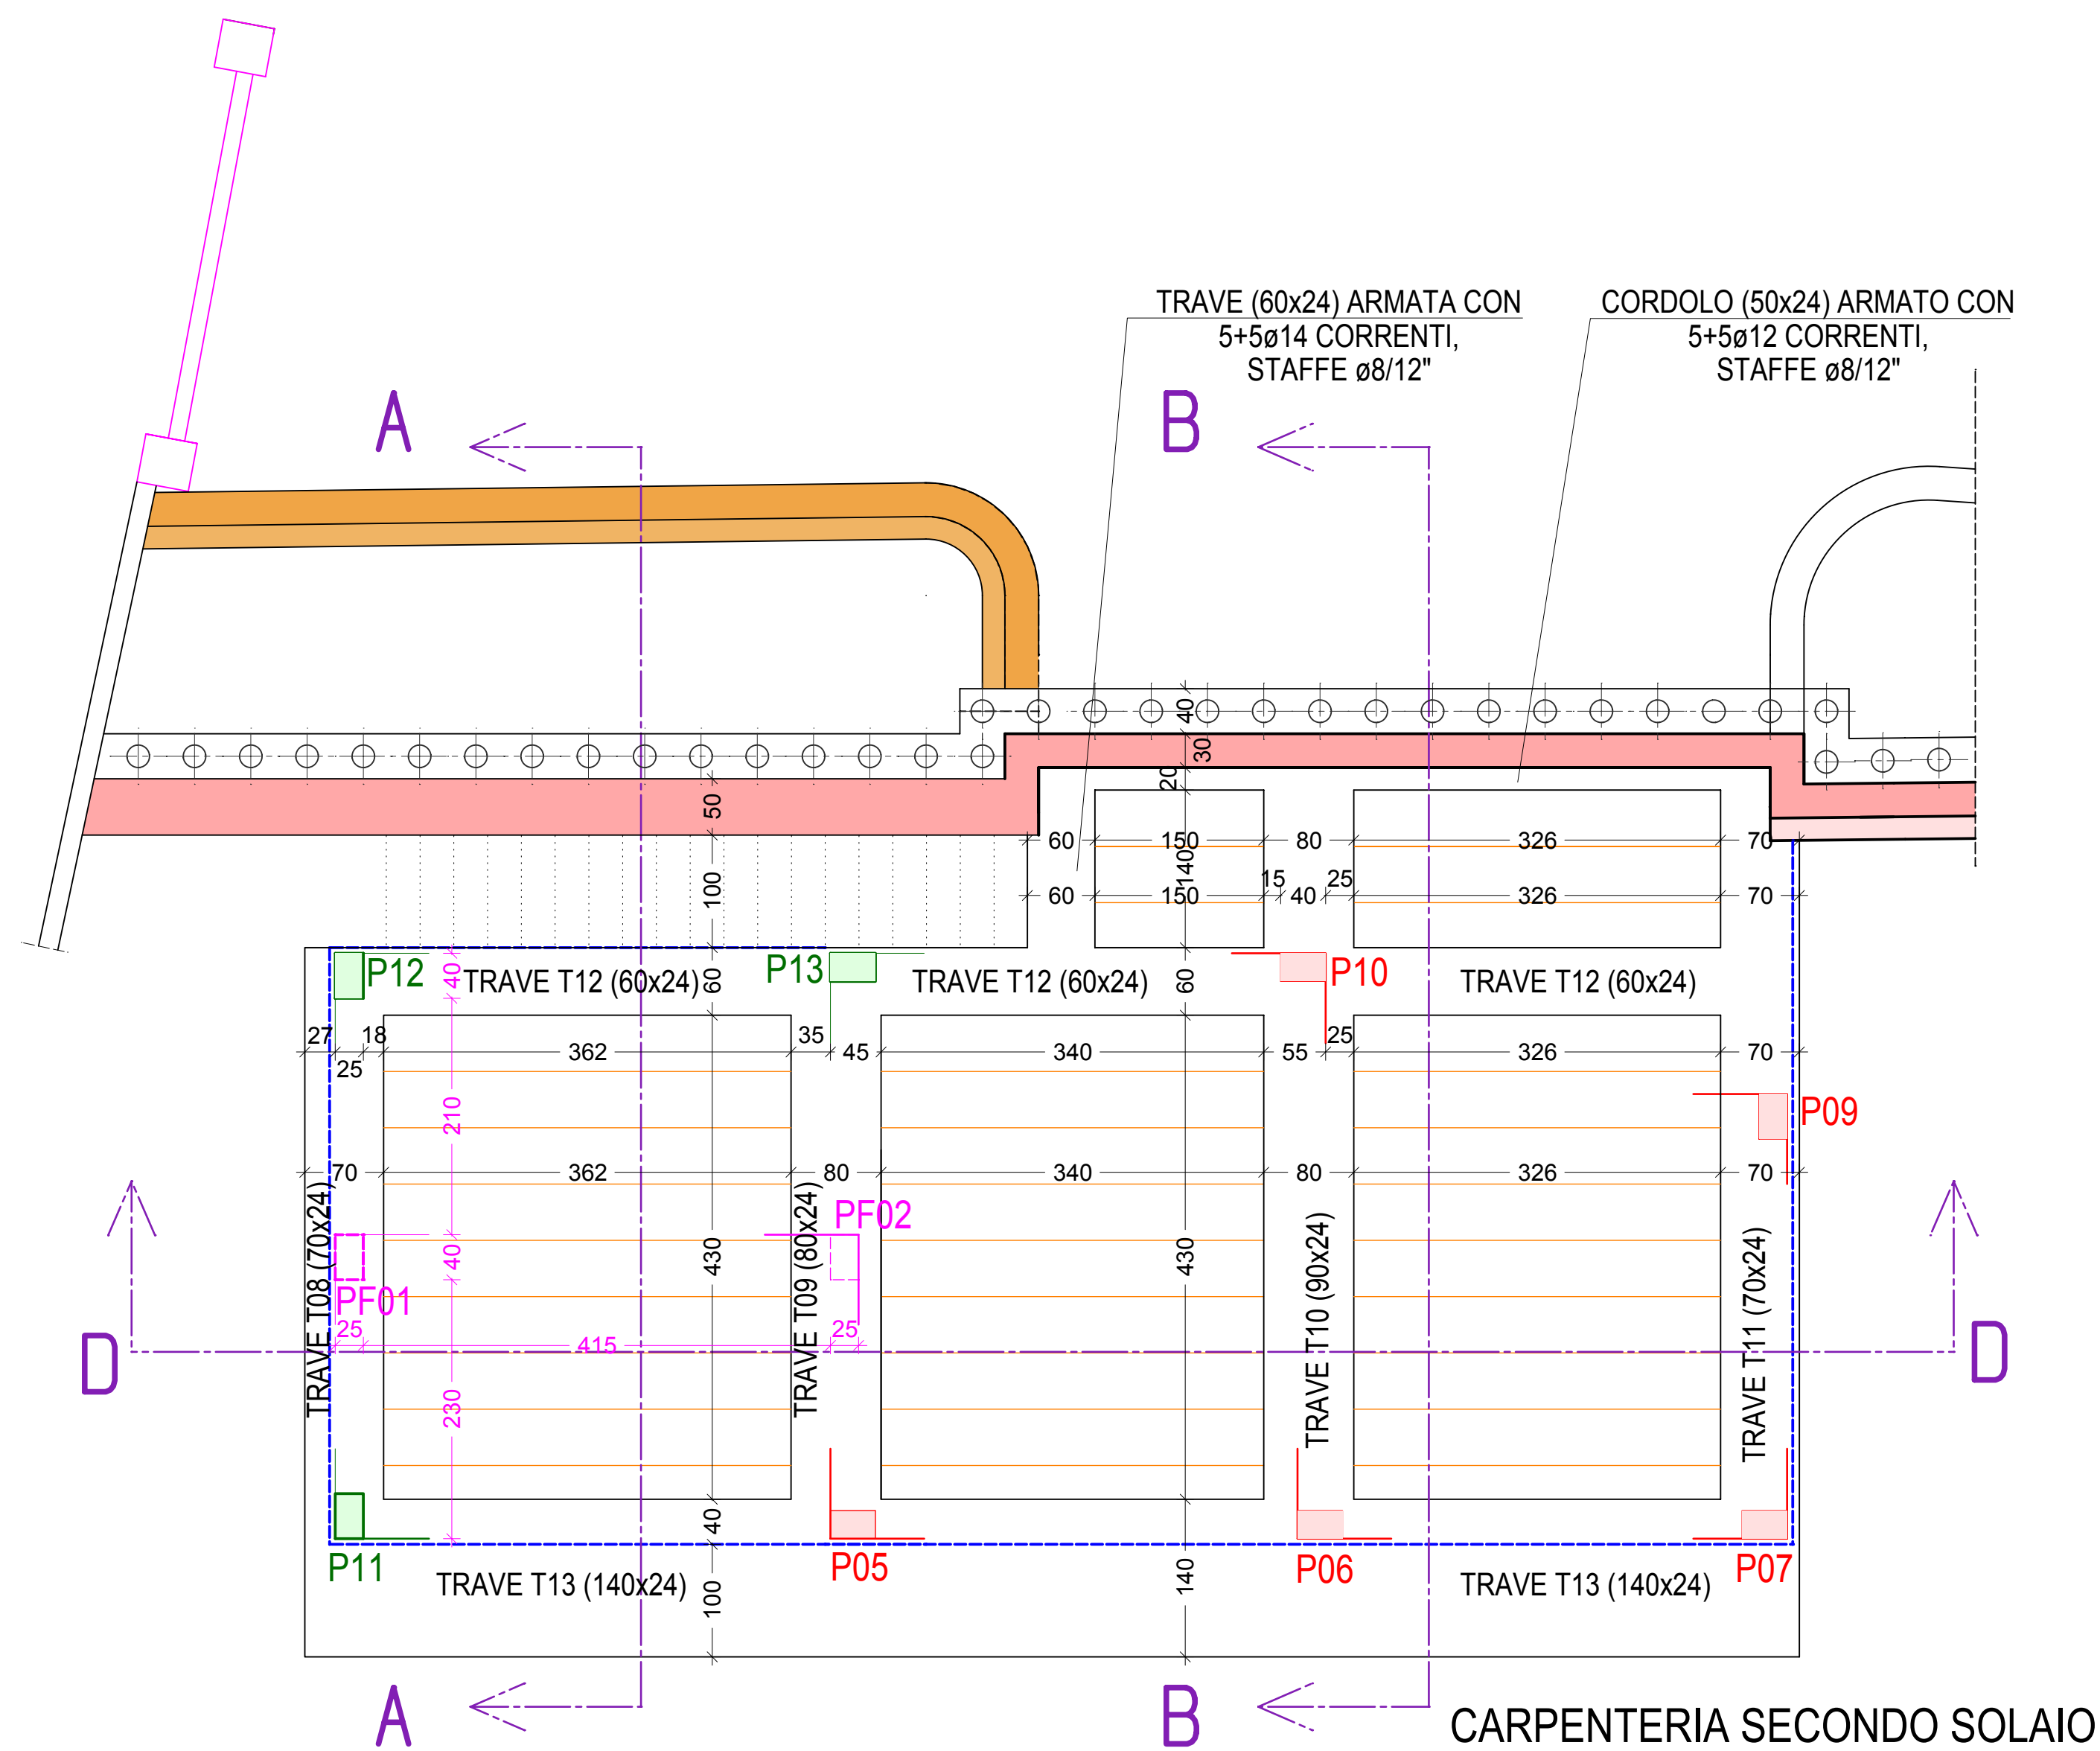 TRAVE (60x24) ARMATA CON
5+5ø14 CORRENTI,
STAFFE ø8/12"
CORDOLO (50x24) ARMATO CON
5+5ø12 CORRENTI,
STAFFE ø8/12"
A
B
40
30
20
50
60
150
80
326
70
140
100
15
25
60
150
40
326
70
P12
40
TRAVE T12 (60x24)
P13
60
TRAVE T12 (60x24)
60
P10
TRAVE T12 (60x24)
27
18
25
362
35
45
340
55
25
326
70
210
P09
70
362
80
340
80
326
70
TRAVE T08 (70x24)
TRAVE T09 (80x24)
PF02
40
430
430
TRAVE T10 (90x24)
TRAVE T11 (70x24)
PF01
25
415
25
D
D
230
40
P11
P05
P06
P07
TRAVE T13 (140x24)
100
140
TRAVE T13 (140x24)
A
B
CARPENTERIA SECONDO SOLAIO